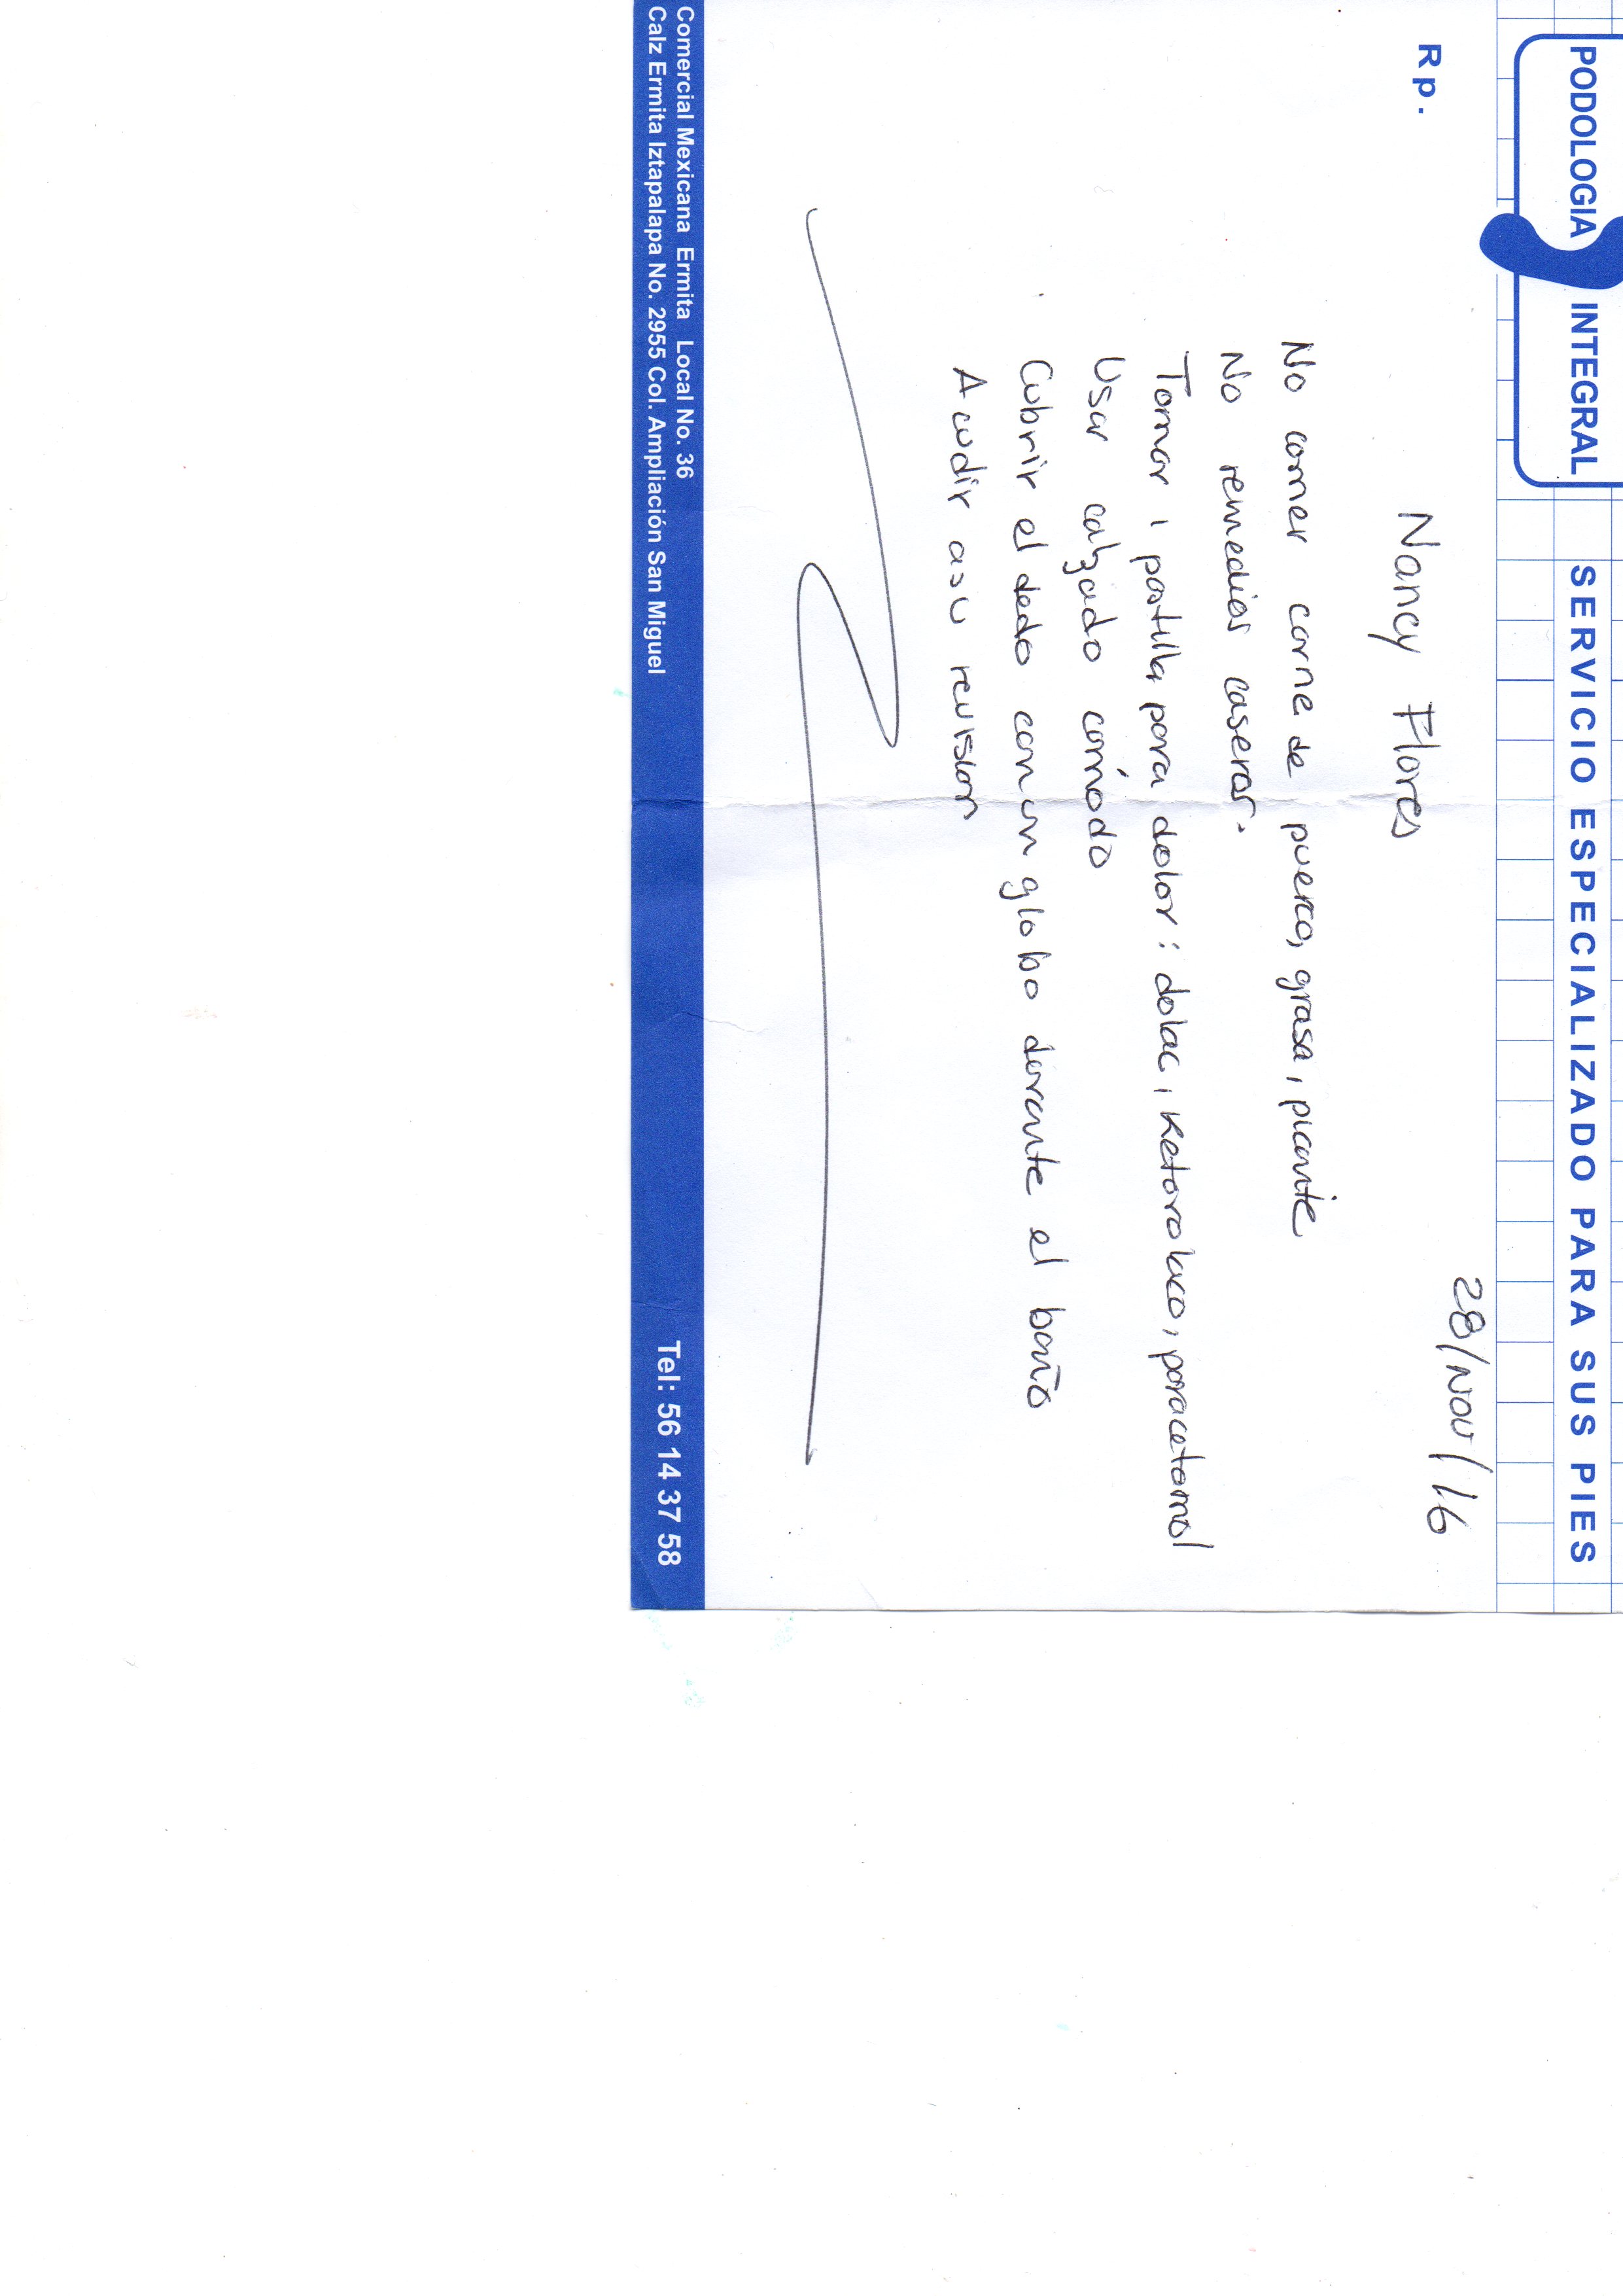 PODOLOGIA INTEGRAL
SERVICIO ESPECIALIZADO PARA SUS PIES
Rp.
28/nov/16
Nancy Flores
No comer carne de puerco, grasa, picante
No remedios caseros.
Tomar 1 pastilla para dolor: dolac, Ketorolaco, paracetamol
Usar calzado comódo
Cubrir el dedo con un globo durante el baño
Acudir a su revision
Comercial Mexicana Ermita Local No. 36
Calz Ermita Iztapalapa No. 2955 Col. Ampliación San Miguel
Tel: 56 14 37 58